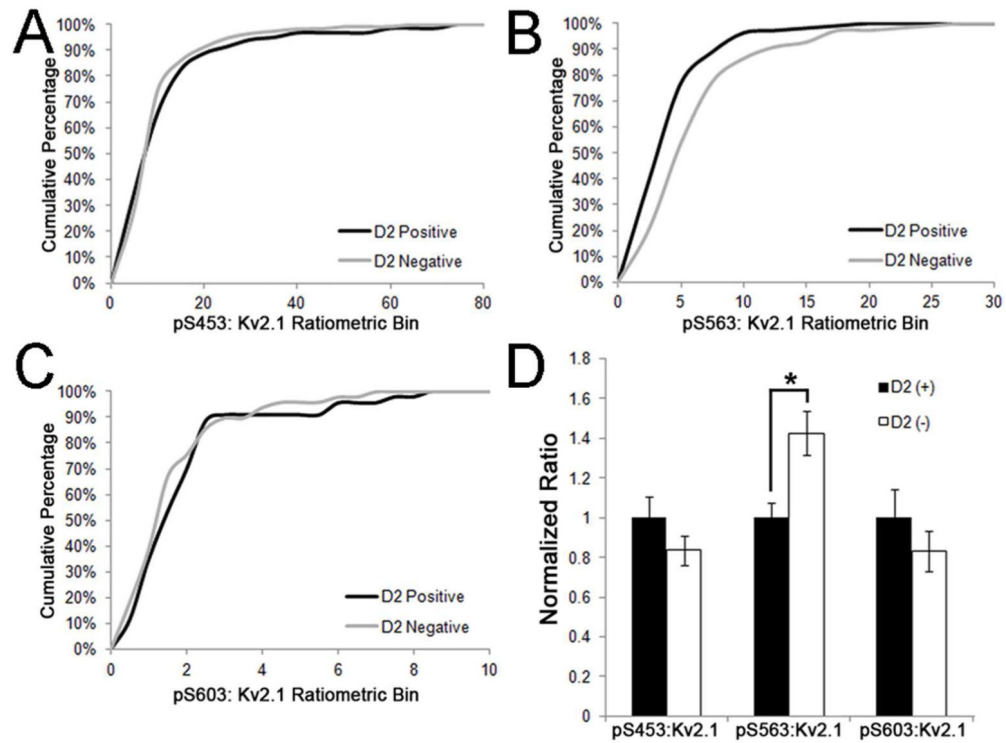 A
100%
90%
80%
70%
60%
50%
40%
30%
20%
10%
0%
Cumulative Percentage
D2 Positive
D2 Negative
0 20 40 60 80
pS453: Kv2.1 Ratiometric Bin
B
100%
90%
80%
70%
60%
50%
40%
30%
20%
10%
0%
Cumulative Percentage
D2 Positive
D2 Negative
0 5 10 15 20 25 30
pS563: Kv2.1 Ratiometric Bin
C
100%
90%
80%
70%
60%
50%
40%
30%
20%
10%
0%
Cumulative Percentage
D2 Positive
D2 Negative
0 2 4 6 8 10
pS603: Kv2.1 Ratiometric Bin
D
1.8
1.6
1.4
1.2
1
0.8
0.6
0.4
0.2
0
Normalized Ratio
*
D2 (+)
D2 (-)
pS453:Kv2.1 pS563:Kv2.1 pS603:Kv2.1